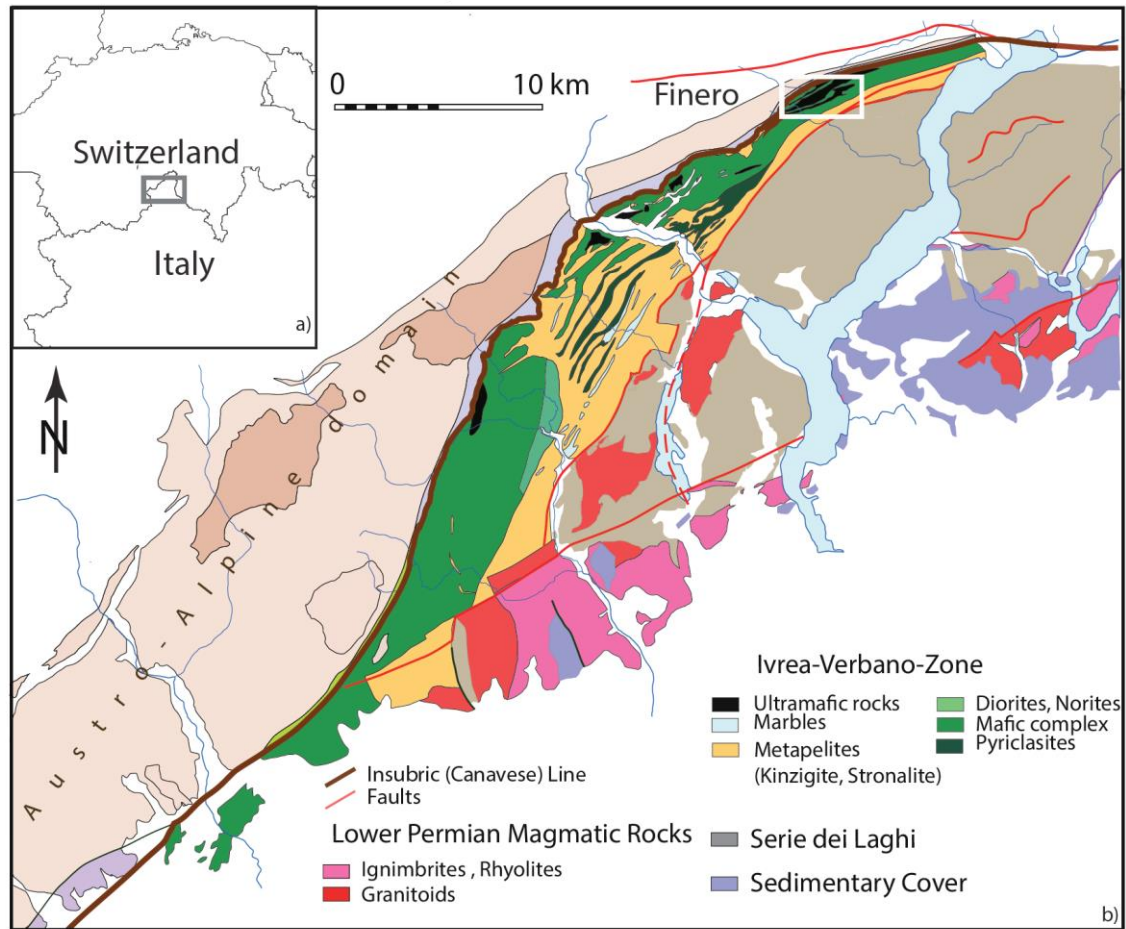 Switzerland
Italy
a)
0 10 km
Finero
N
Austro-Alpine domain
Insubric (Canavese) Line
Faults
Lower Permian Magmatic Rocks
Ignimbrites , Rhyolites
Granitoids
Ivrea-Verbano-Zone
Ultramafic rocks
Marbles
Metapelites
(Kinzigite, Stronalite)
Diorites, Norites
Mafic complex
Pyriclasites
Serie dei Laghi
Sedimentary Cover
b)